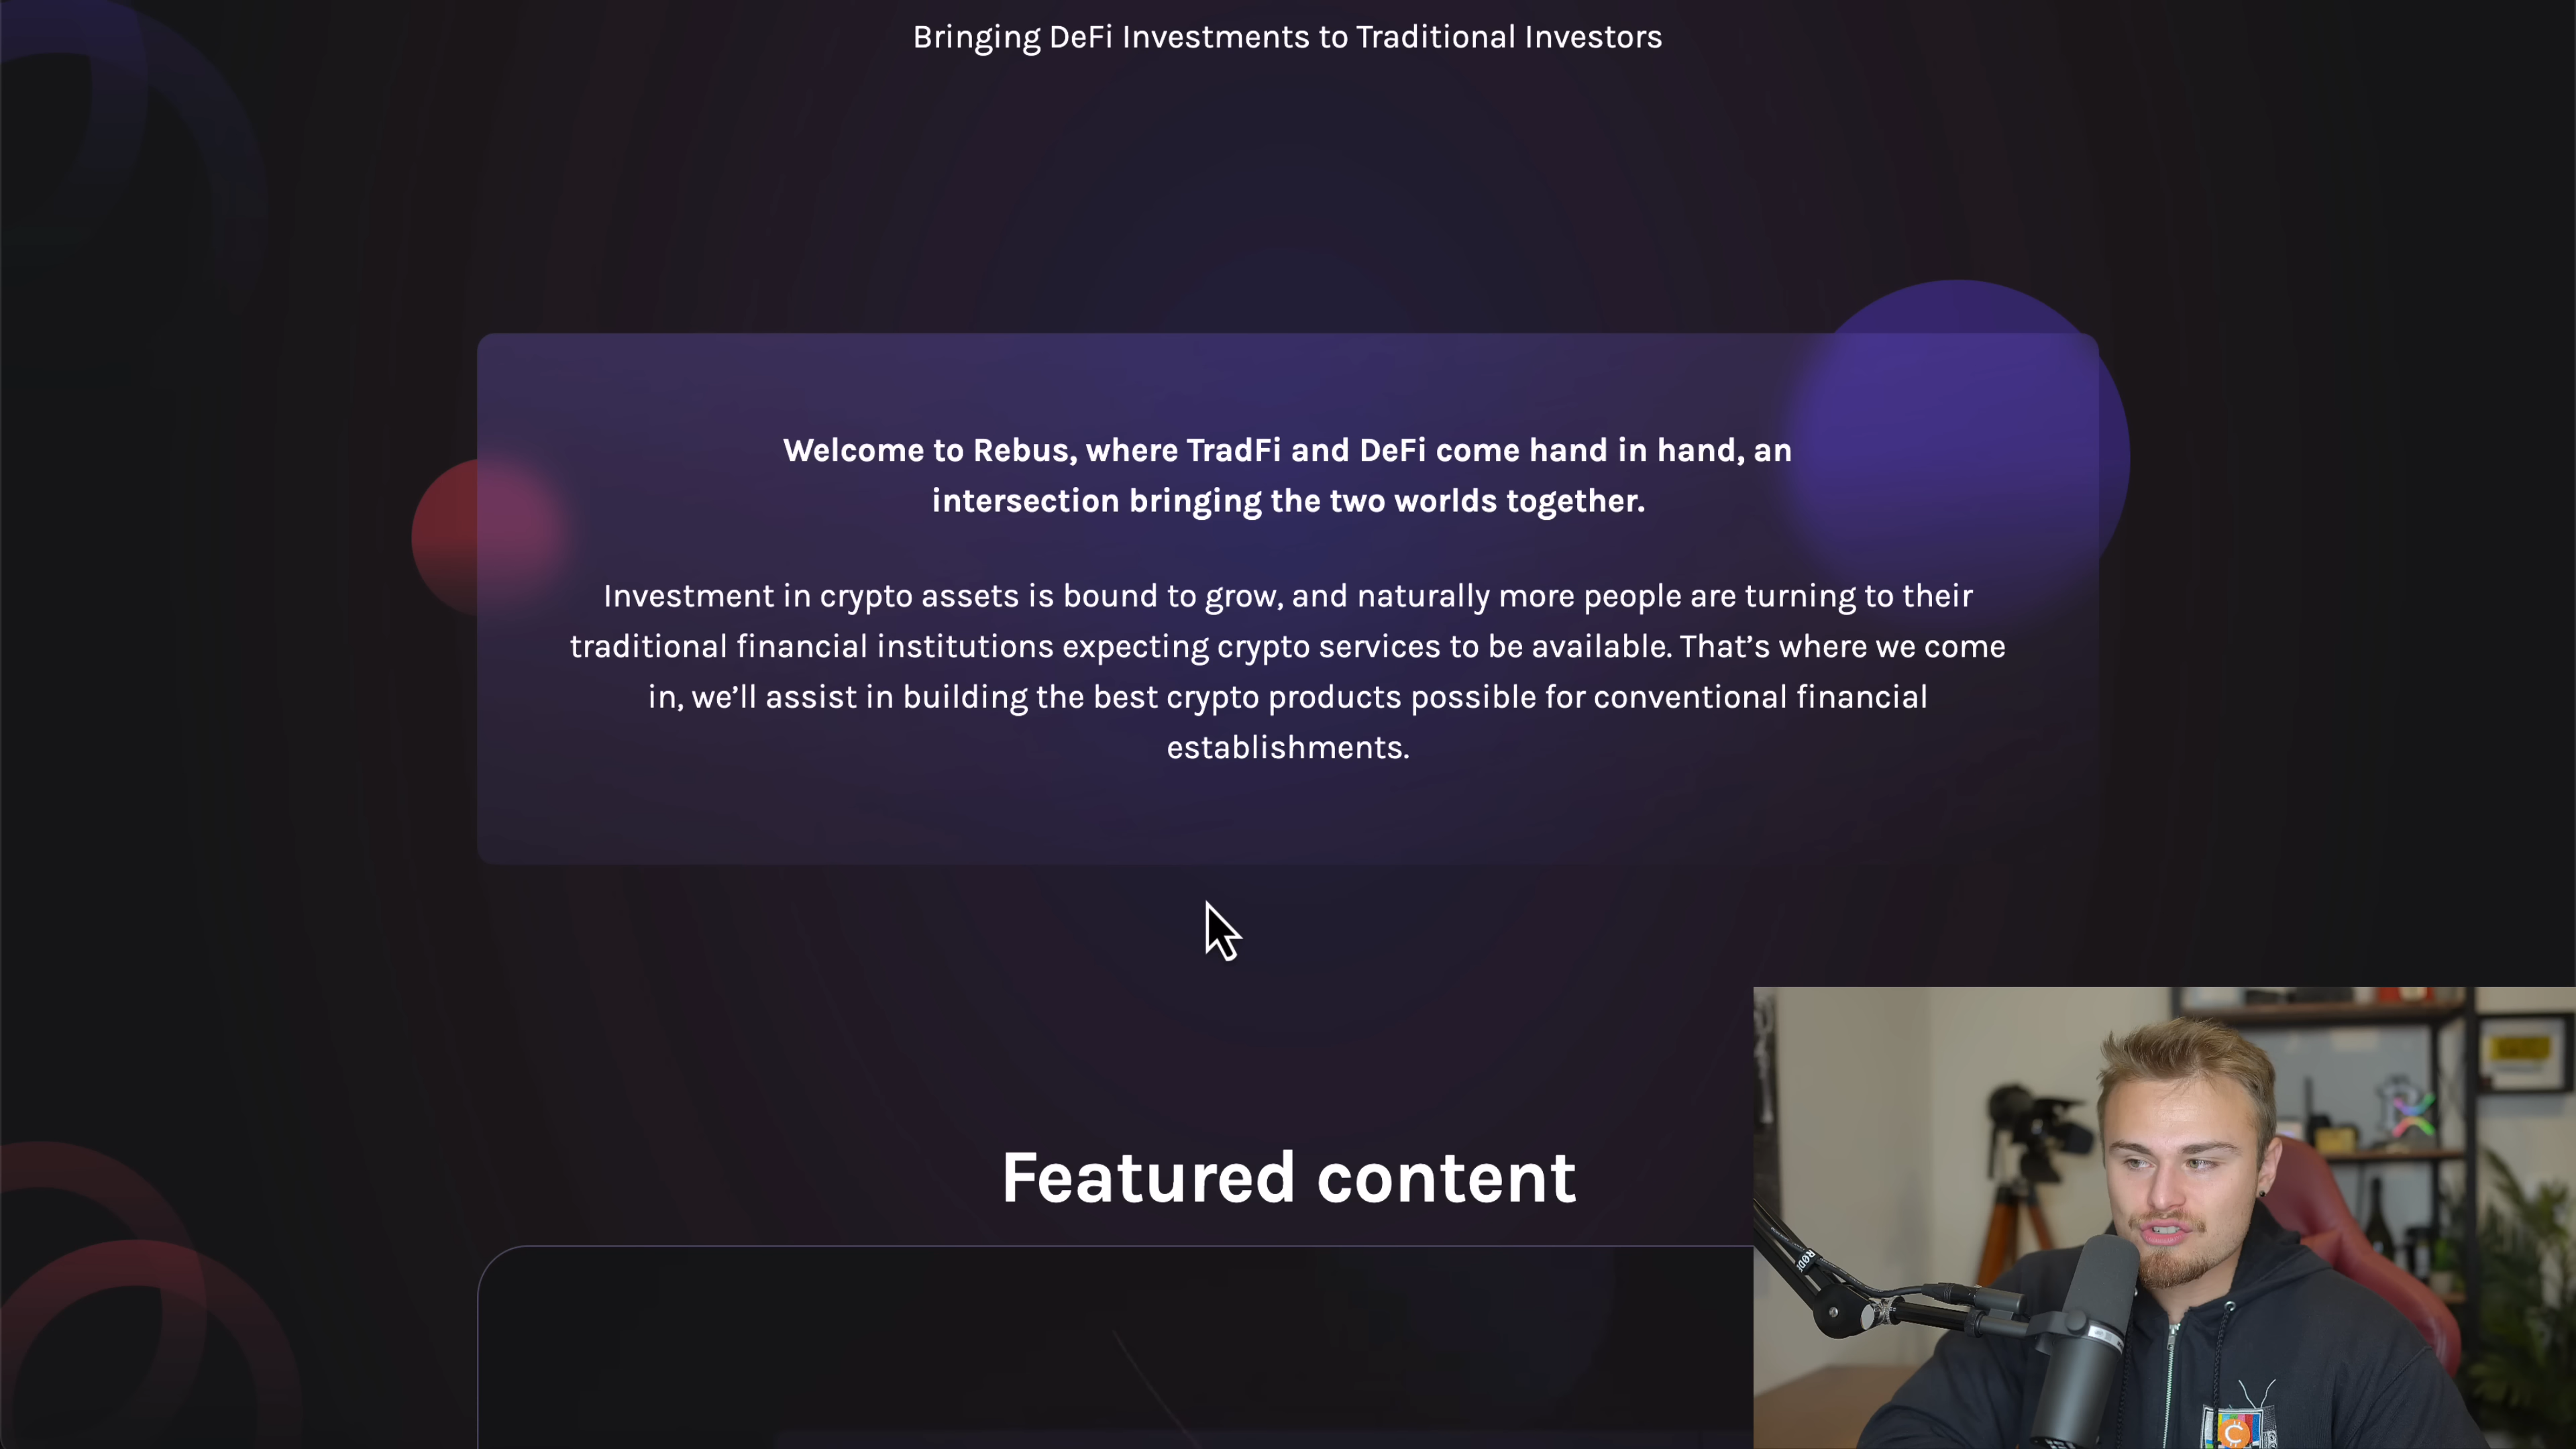 Bringing DeFi Investments to Traditional Investors
Welcome to Rebus, where TradFi and DeFi come hand in hand, an
intersection bringing the two worlds together.
Investment in crypto assets is bound to grow, and naturally more people are turning to their
traditional financial institutions expecting crypto services to be available. That’s where we come
in, we’ll assist in building the best crypto products possible for conventional financial
establishments.
Featured content
RØDE